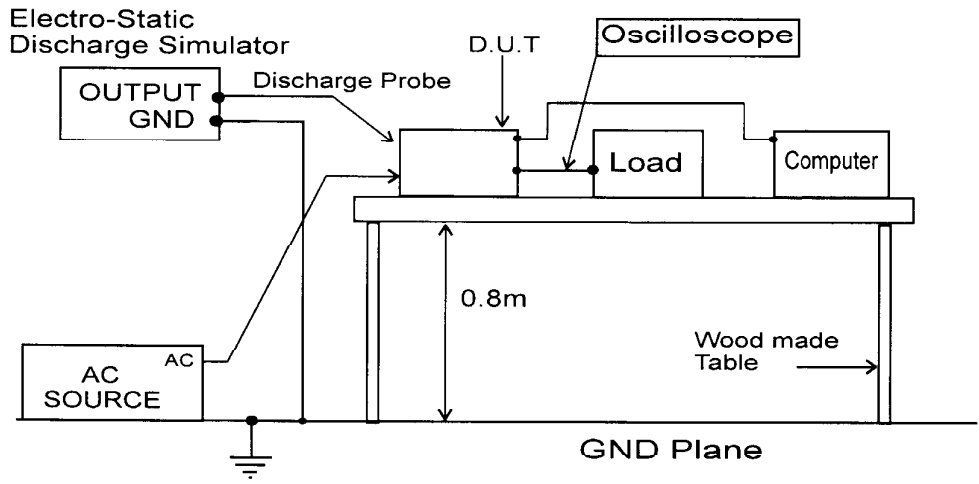 Electro-Static
Discharge Simulator
OUTPUT
GND
Discharge Probe
D.U.T
Oscilloscope
Load
Computer
0.8m
Wood made
Table
AC
AC
SOURCE
GND Plane